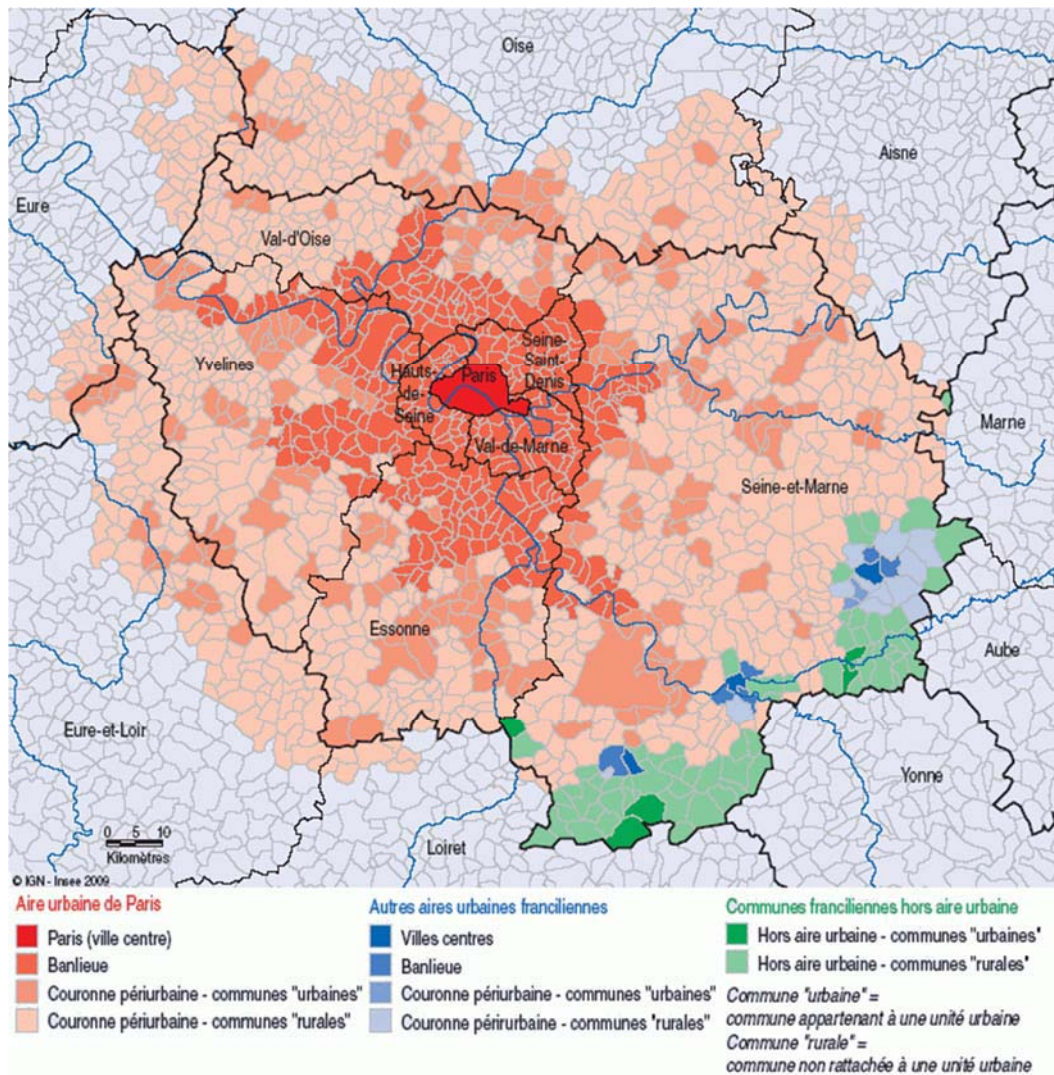 Oise
Aisne
Eure
Val-d'Oise
Yvelines
Seine-
Saint-
Denis
Paris
Hauts-
de-
Seine
Val-de-Marne
Marne
Seine-et-Marne
Essonne
Aube
Eure-et-Loir
Yonne
Loiret
0 5 10
Kilomètres
© IGN - Insee 2009
Aire urbaine de Paris
Paris (ville centre)
Banlieue
Couronne périurbaine - communes "urbaines"
Couronne périurbaine - communes "rurales"
Autres aires urbaines franciliennes
Villes centres
Banlieue
Couronne périurbaine - communes "urbaines"
Couronne périrurbaine - communes "rurales"
Communes franciliennes hors aire urbaine
Hors aire urbaine - communes "urbaines"
Hors aire urbaine - communes "rurales"
Commune "urbaine" =
commune appartenant à une unité urbaine
Commune "rurale" =
commune non rattachée à une unité urbaine